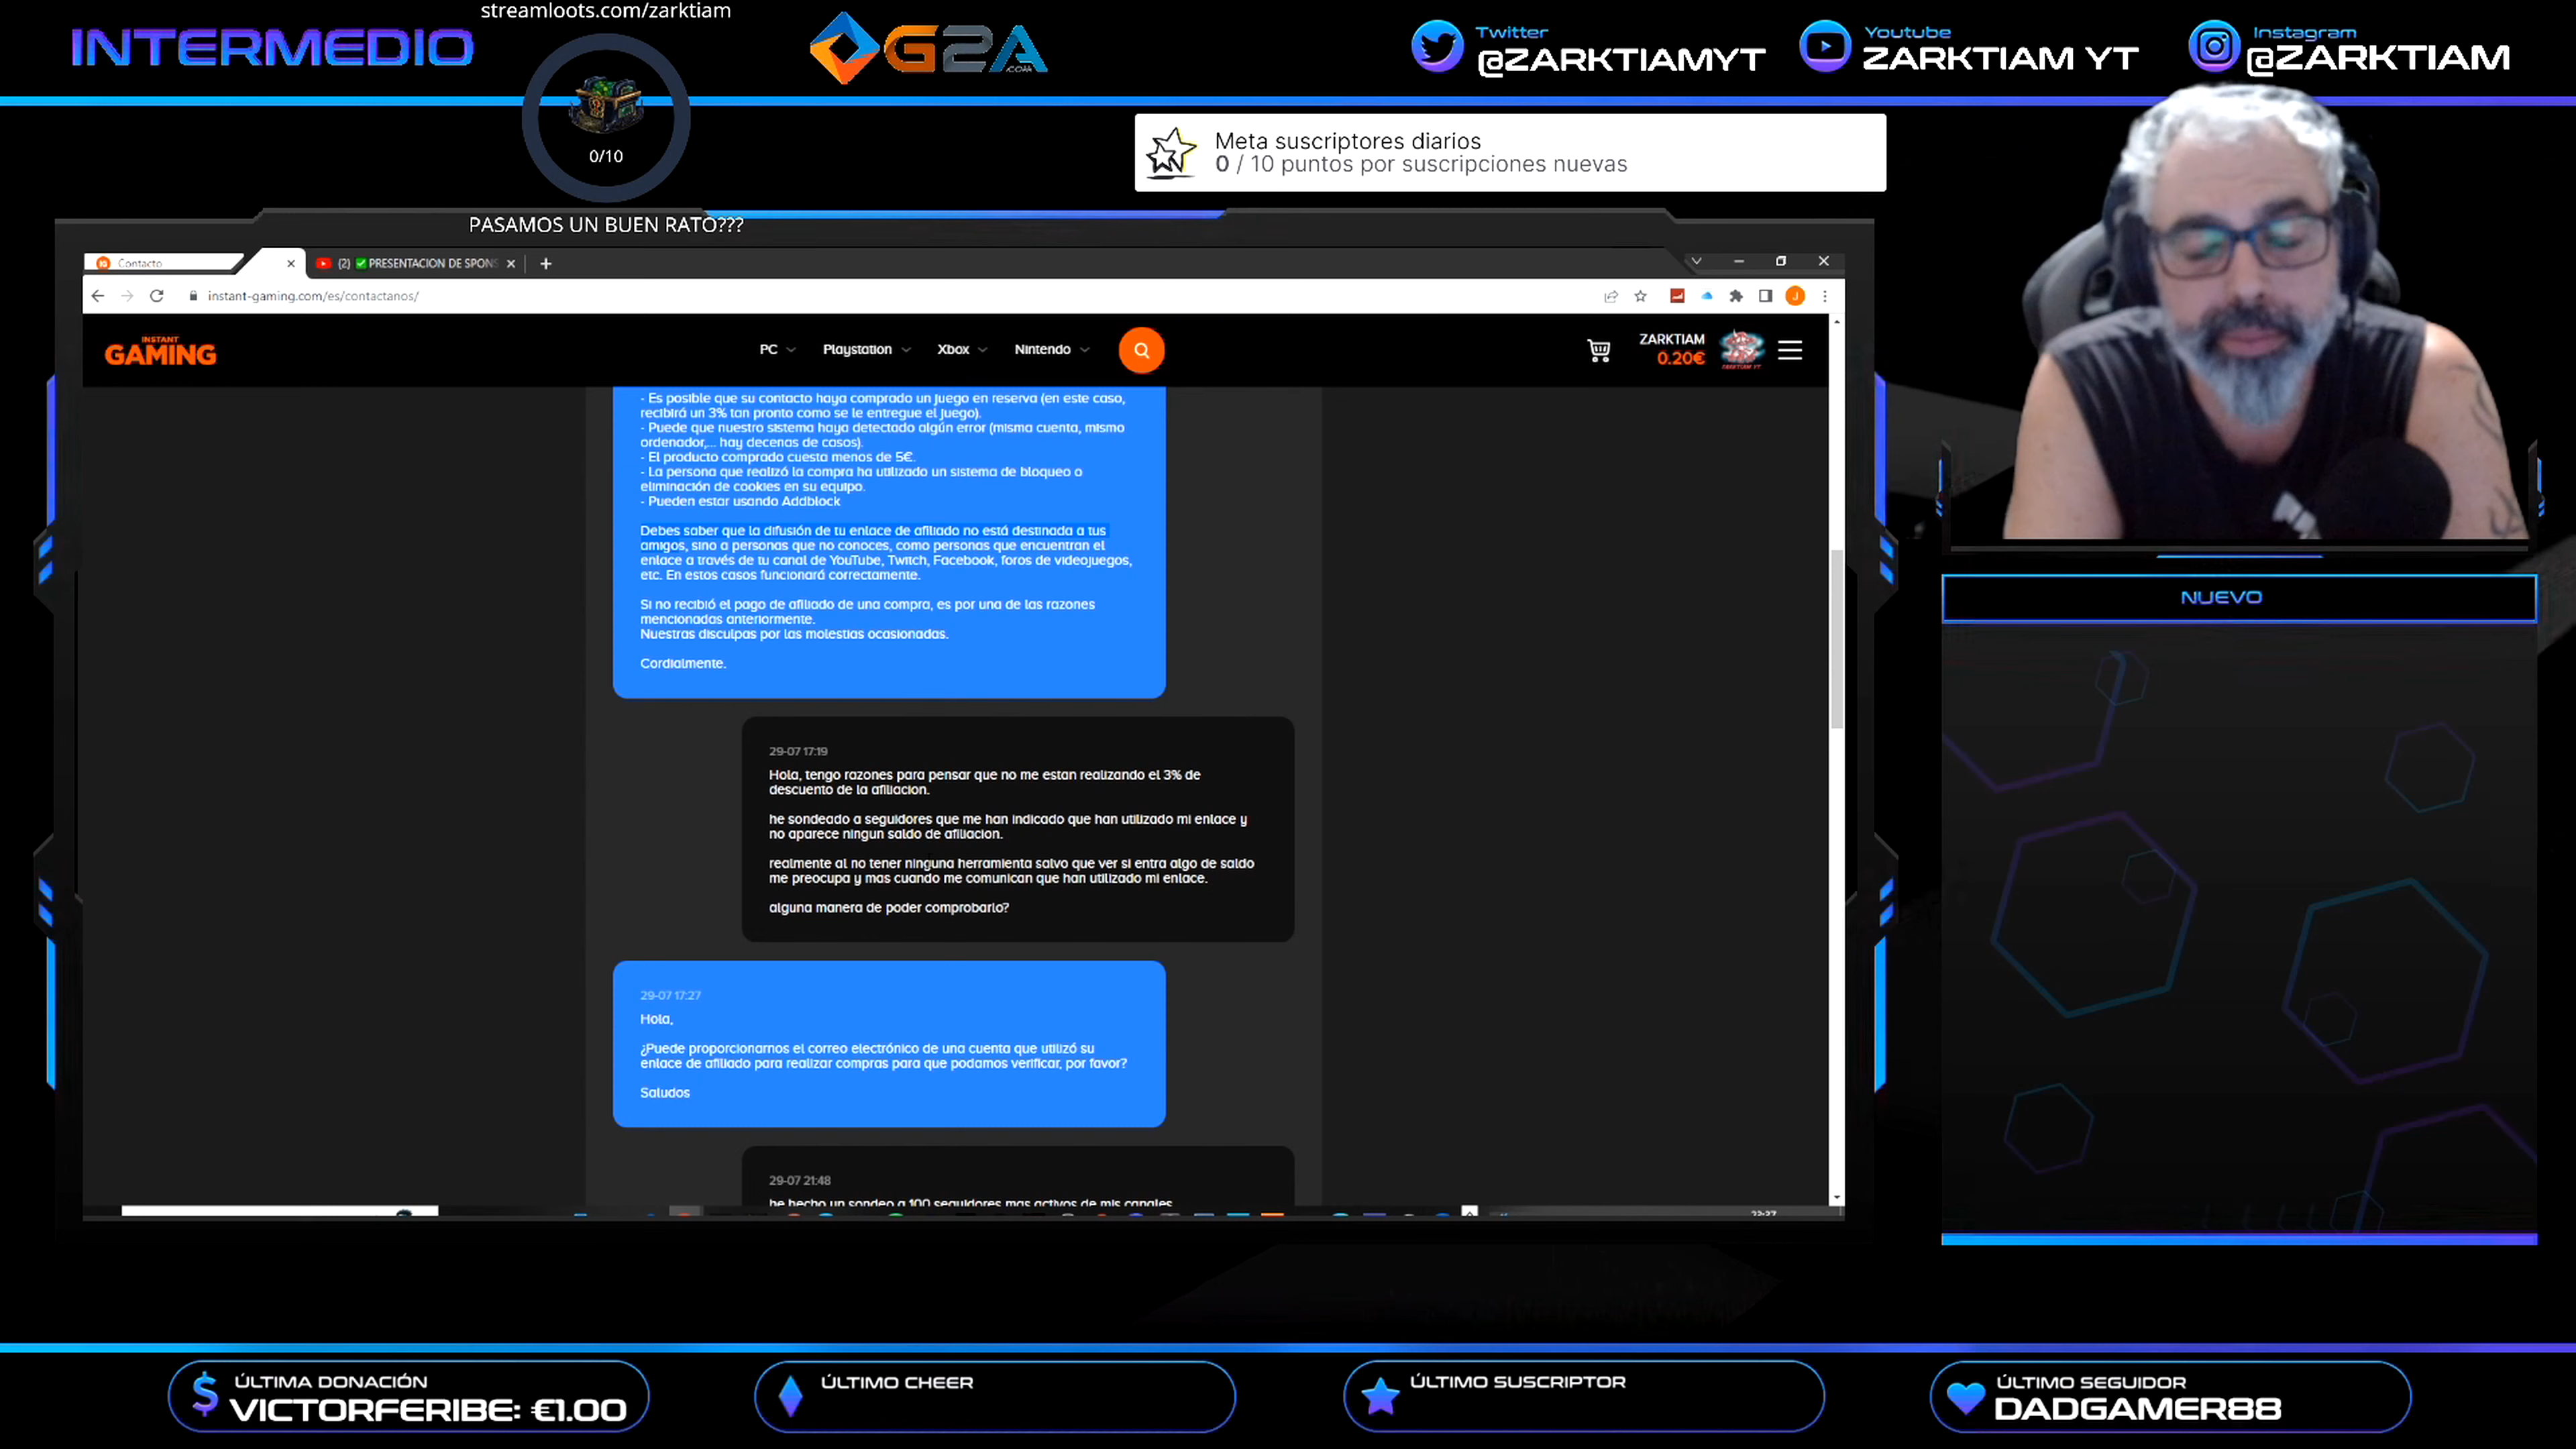 INTERMEDIO
streamloots.com/zarktiam
0/10
G2A
.COM
Twitter
@ZARKTIAMYT
Youtube
ZARKTIAM YT
Instagram
@ZARKTIAM
Meta suscriptores diarios
0 / 10 puntos por suscripciones nuevas
PASAMOS UN BUEN RATO???
Contacto
(2) ✅ PRESENTACION DE SPONS
instant-gaming.com/es/contactanos/
J
INSTANT
GAMING
PC
Playstation
Xbox
Nintendo
ZARKTIAM
0.20€
- Es posible que su contacto haya comprado un juego en reserva (en este caso,
recibirá un 3% tan pronto como se le entregue el juego).
- Puede que nuestro sistema haya detectado algún error (misma cuenta, mismo
ordenador,... hay decenas de casos).
- El producto comprado cuesta menos de 5€.
- La persona que realizó la compra ha utilizado un sistema de bloqueo o
eliminación de cookies en su equipo.
- Pueden estar usando Addblock
Debes saber que la difusión de tu enlace de afiliado no está destinada a tus
amigos, sino a personas que no conoces, como personas que encuentran el
enlace a través de tu canal de YouTube, Twitch, Facebook, foros de videojuegos,
etc. En estos casos funcionará correctamente.
Si no recibió el pago de afiliado de una compra, es por una de las razones
mencionadas anteriormente.
Nuestras disculpas por las molestias ocasionadas.
Cordialmente.
29-07 17:19
Hola, tengo razones para pensar que no me estan realizando el 3% de
descuento de la afiliacion.
he sondeado a seguidores que me han indicado que han utilizado mi enlace y
no aparece ningun saldo de afiliacion.
realmente al no tener ninguna herramienta salvo que ver si entra algo de saldo
me preocupa y mas cuando me comunican que han utilizado mi enlace.
alguna manera de poder comprobarlo?
29-07 17:27
Hola,
¿Puede proporcionarnos el correo electrónico de una cuenta que utilizó su
enlace de afiliado para realizar compras para que podamos verificar, por favor?
Saludos
29-07 21:48
he hecho un sondeo a 100 seguidores mas activos de mis canales
22:27
NUEVO
ÚLTIMA DONACIÓN
VICTORFERIBE: €1.00
ÚLTIMO CHEER
ÚLTIMO SUSCRIPTOR
ÚLTIMO SEGUIDOR
DADGAMER88